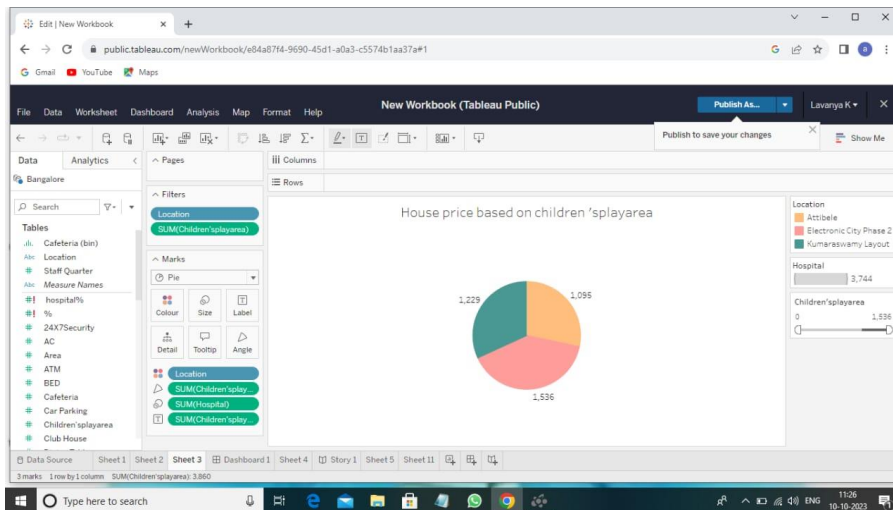 Edit | New Workbook
public.tableau.com/newWorkbook/e84a87f4-9690-45d1-a0a3-c5574b1aa37a#1
Gmail YouTube Maps
New Workbook (Tableau Public)
Publish As...
Lavanya K
File Data Worksheet Dashboard Analysis Map Format Help
Publish to save your changes
Show Me
Data Analytics
Bangalore
Search
Tables
Cafeteria (bin)
Abc Location
# Staff Quarter
Abc Measure Names
#! hospital%
#! %
# 24X7Security
# AC
# Area
# ATM
# BED
# Cafeteria
# Car Parking
# Children'splayarea
# Club House
Pages
Filters
Location
SUM(Children'splayarea)
Marks
Pie
Colour Size Label
Detail Tooltip Angle
Location
SUM(Children'splay...
SUM(Hospital)
SUM(Children'splay...
Columns
Rows
House price based on children 'splayarea
1,229
1,095
1,536
Location
Attibele
Electronic City Phase 2
Kumaraswamy Layout
Hospital
3,744
Children'splayarea
0 1,536
Data Source Sheet 1 Sheet 2 Sheet 3 Dashboard 1 Sheet 4 Story 1 Sheet 5 Sheet 11
3 marks 1 row by 1 column SUM(Children'splayarea): 3,860
Type here to search
ENG
11:26
10-10-2023